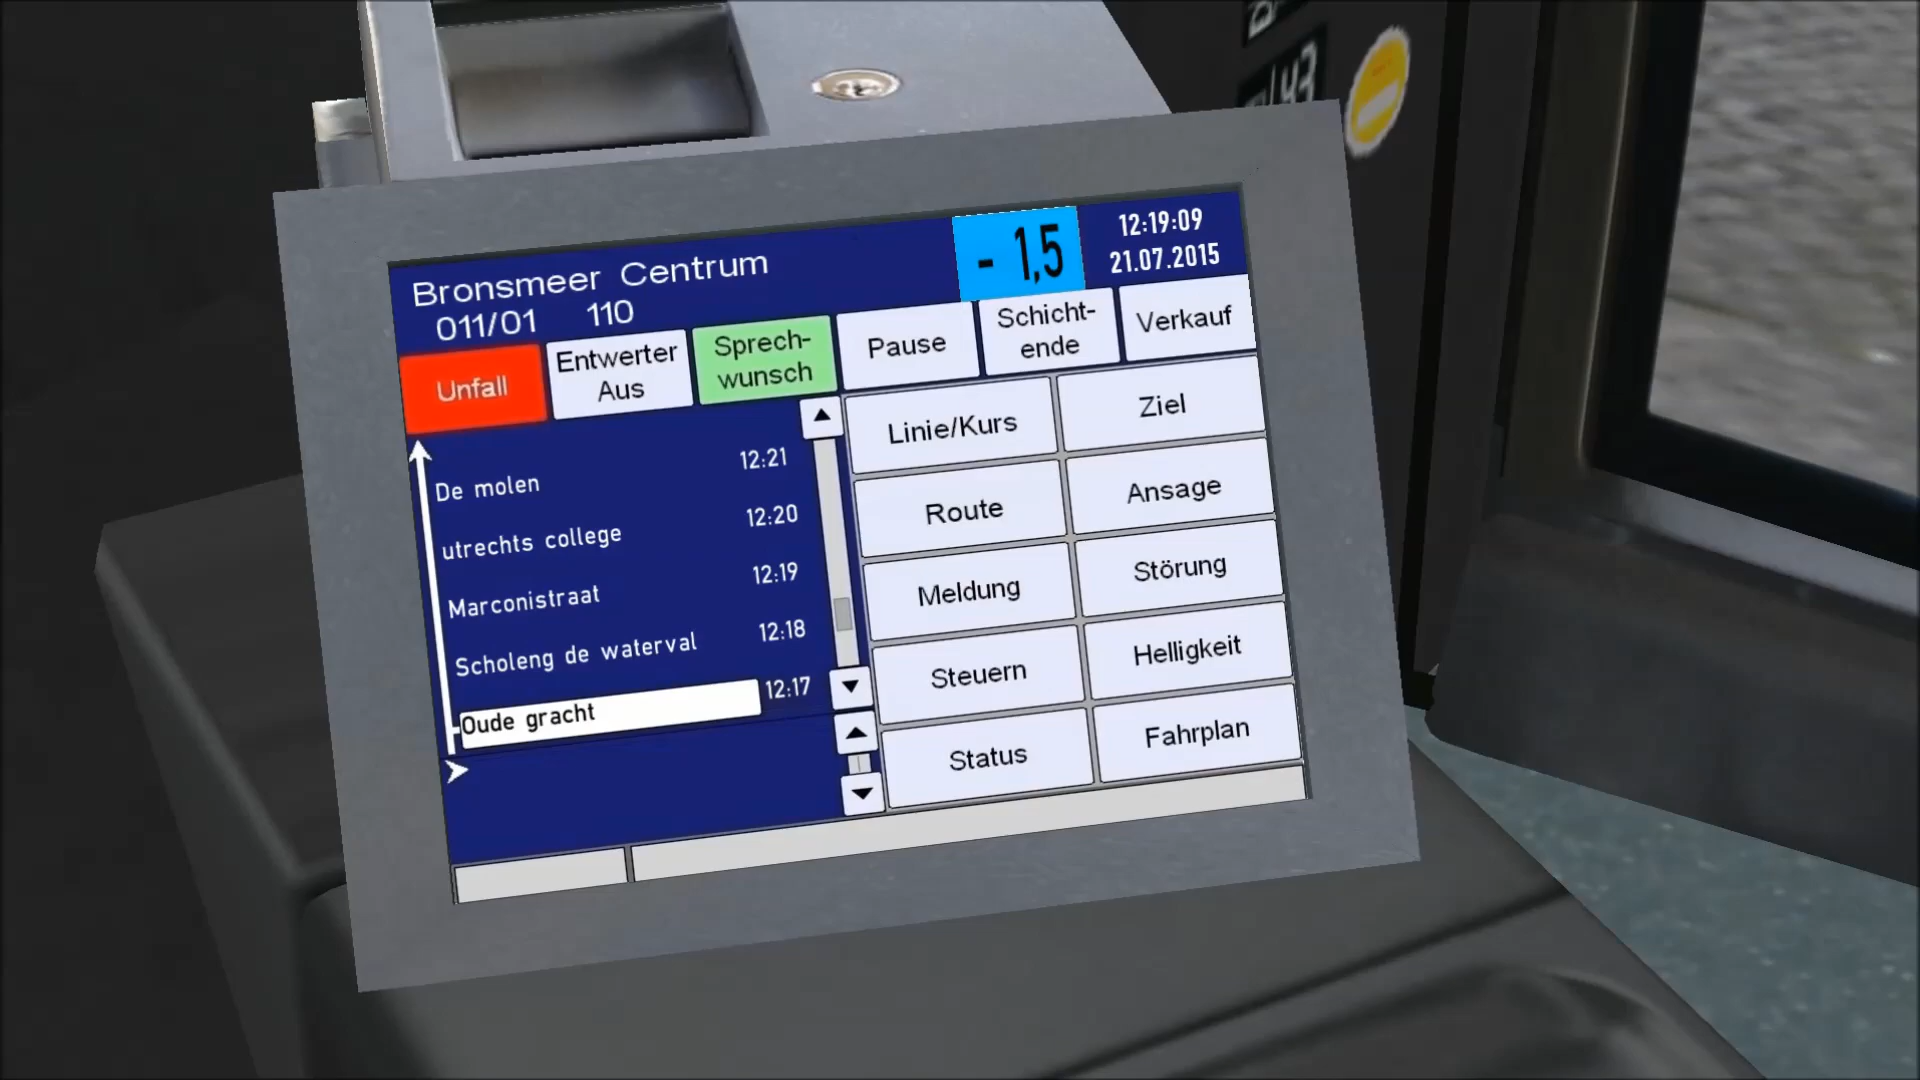 Bronsmeer Centrum
- 1,5
12:19:09
21.07.2015
011/01 110
Unfall
Entwerter
Aus
Sprech-
wunsch
Pause
Schicht-
ende
Verkauf
De molen 12:21
utrechts college 12:20
Marconistraat 12:19
Scholeng de waterval 12:18
Oude gracht 12:17
Linie/Kurs
Ziel
Route
Ansage
Meldung
Störung
Steuern
Helligkeit
Status
Fahrplan